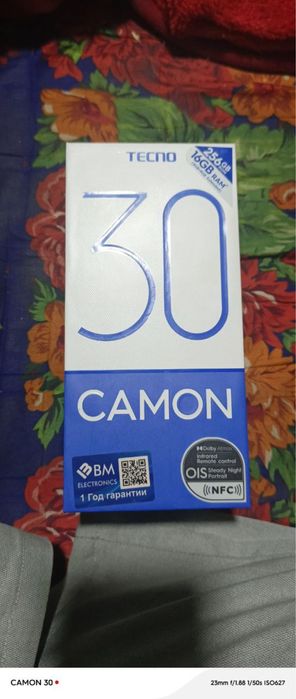 TECNO
256GB
16GB RAM*
30
CAMON
Dolby Atmos
Infrared
Remote control
OIS Steady Night
Portrait
NFC
BM
ELECTRONICS
1 Год гарантии
CAMON 30
23mm f/1.88 1/50s ISO627